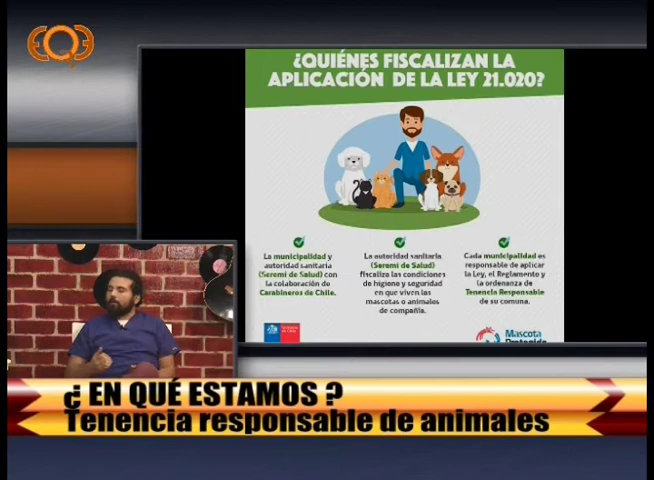 EQE
¿QUIÉNES FISCALIZAN LA
APLICACIÓN DE LA LEY 21.020?
La municipalidad y
autoridad sanitaria
(Seremi de Salud) con
la colaboración de
Carabineros de Chile.
La autoridad sanitaria
(Seremi de Salud)
fiscaliza las condiciones
de higiene y seguridad
en que viven las
mascotas o animales
de compañía.
Cada municipalidad es
responsable de aplicar
la Ley, el Reglamento y
la ordenanza de
Tenencia Responsable
de su comuna.
Mascota
¿ EN QUÉ ESTAMOS ?
Tenencia responsable de animales